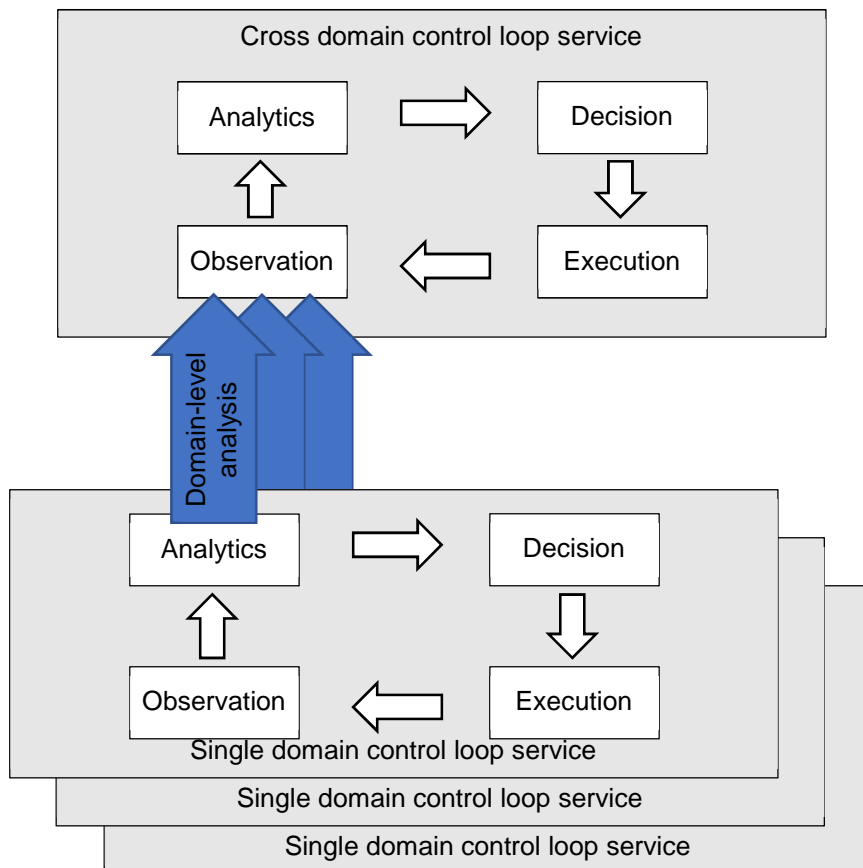 Cross domain control loop service
Analytics
Decision
Observation
Execution
Domain-level
analysis
Analytics
Decision
Observation
Execution
Single domain control loop service
Single domain control loop service
Single domain control loop service